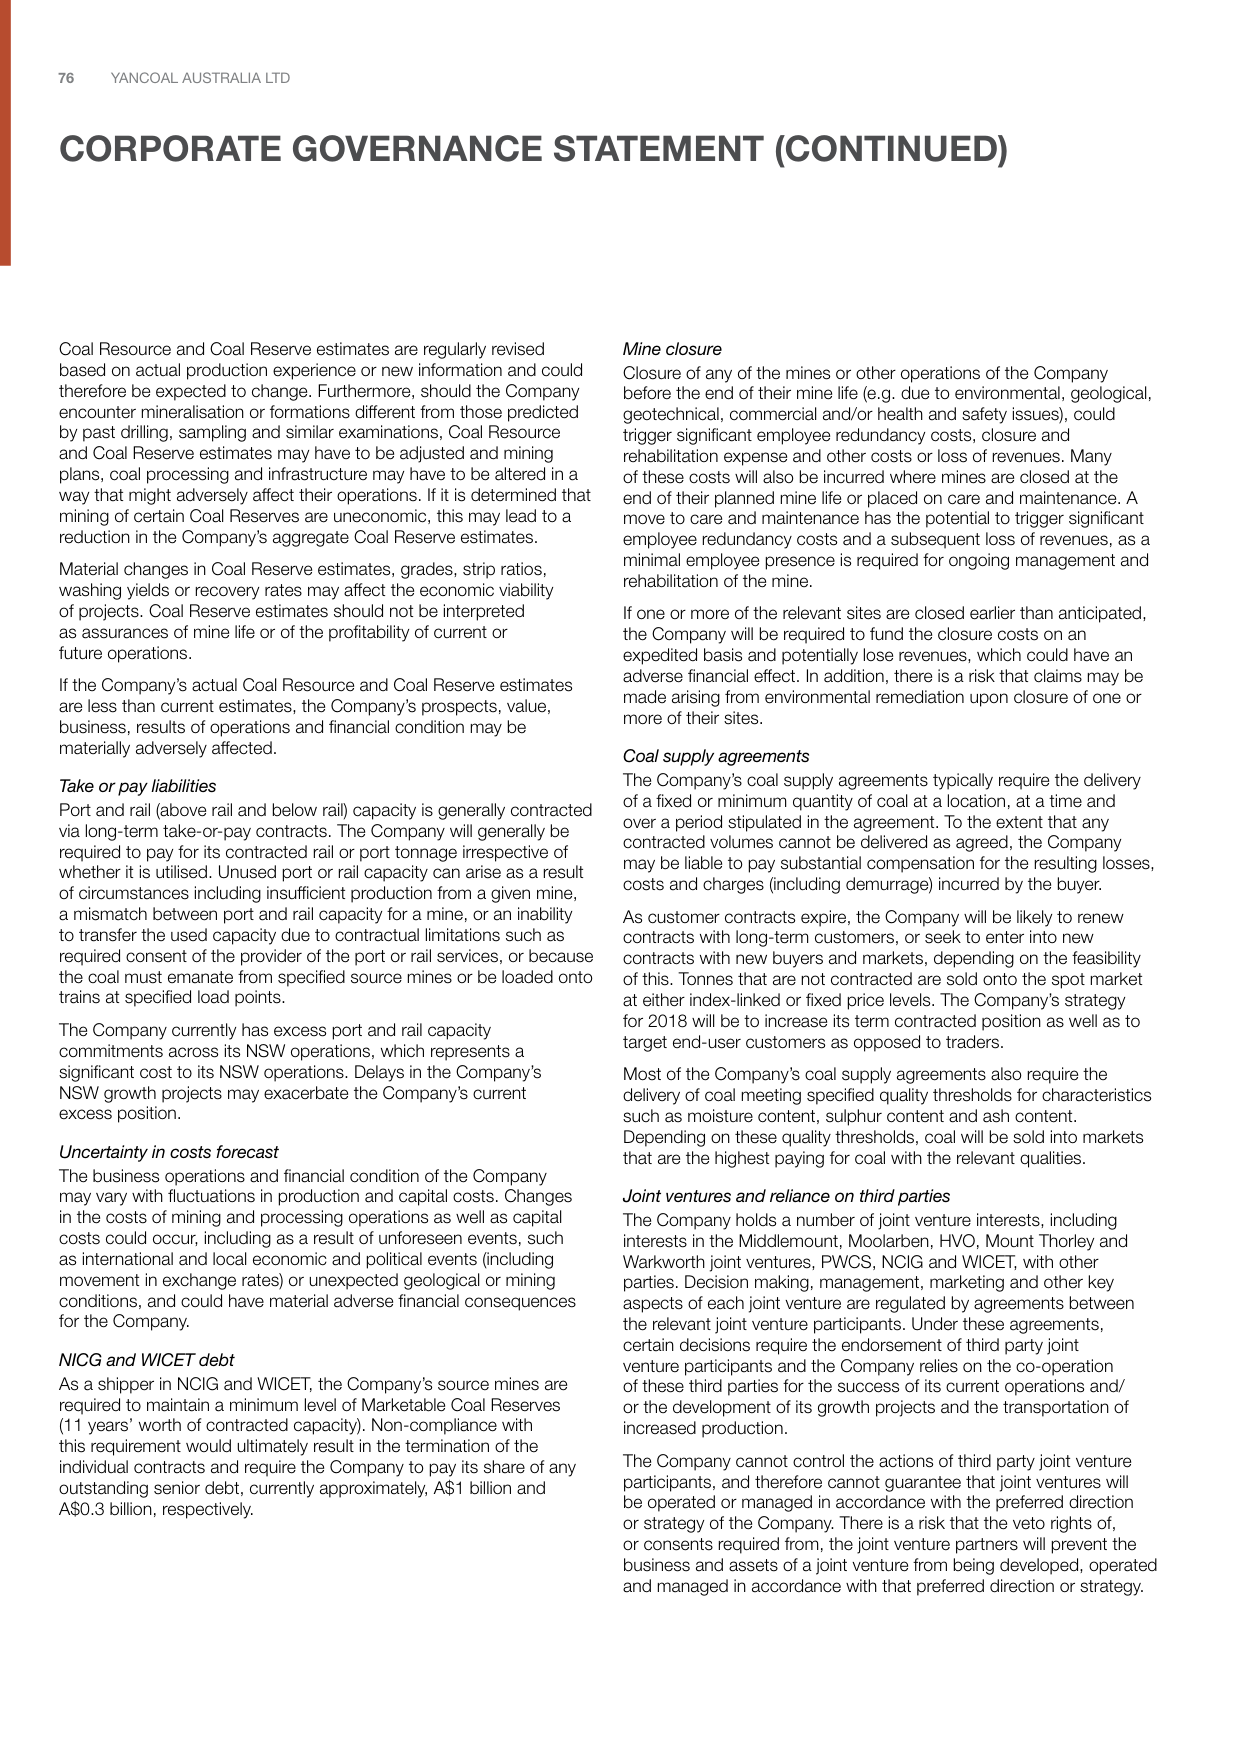 76 YANCOAL AUSTRALIA LTD
CORPORATE GOVERNANCE STATEMENT (CONTINUED)
Coal Resource and Coal Reserve estimates are regularly revised
based on actual production experience or new information and could
therefore be expected to change. Furthermore, should the Company
encounter mineralisation or formations different from those predicted
by past drilling, sampling and similar examinations, Coal Resource
and Coal Reserve estimates may have to be adjusted and mining
plans, coal processing and infrastructure may have to be altered in a
way that might adversely affect their operations. If it is determined that
mining of certain Coal Reserves are uneconomic, this may lead to a
reduction in the Company's aggregate Coal Reserve estimates.
Material changes in Coal Reserve estimates, grades, strip ratios,
washing yields or recovery rates may affect the economic viability
of projects. Coal Reserve estimates should not be interpreted
as assurances of mine life or of the profitability of current or
future operations.
If the Company's actual Coal Resource and Coal Reserve estimates
are less than current estimates, the Company's prospects, value,
business, results of operations and financial condition may be
materially adversely affected.
Take or pay liabilities
Port and rail (above rail and below rail) capacity is generally contracted
via long-term take-or-pay contracts. The Company will generally be
required to pay for its contracted rail or port tonnage irrespective of
whether it is utilised. Unused port or rail capacity can arise as a result
of circumstances including insufficient production from a given mine,
a mismatch between port and rail capacity for a mine, or an inability
to transfer the used capacity due to contractual limitations such as
required consent of the provider of the port or rail services, or because
the coal must emanate from specified source mines or be loaded onto
trains at specified load points.
The Company currently has excess port and rail capacity
commitments across its NSW operations, which represents a
significant cost to its NSW operations. Delays in the Company's
NSW growth projects may exacerbate the Company's current
excess position.
Uncertainty in costs forecast
The business operations and financial condition of the Company
may vary with fluctuations in production and capital costs. Changes
in the costs of mining and processing operations as well as capital
costs could occur, including as a result of unforeseen events, such
as international and local economic and political events (including
movement in exchange rates) or unexpected geological or mining
conditions, and could have material adverse financial consequences
for the Company.
NICG and WICET debt
As a shipper in NCIG and WICET, the Company's source mines are
required to maintain a minimum level of Marketable Coal Reserves
(11 years' worth of contracted capacity). Non-compliance with
this requirement would ultimately result in the termination of the
individual contracts and require the Company to pay its share of any
outstanding senior debt, currently approximately, A$1 billion and
A$0.3 billion, respectively.
Mine closure
Closure of any of the mines or other operations of the Company
before the end of their mine life (e.g. due to environmental, geological,
geotechnical, commercial and/or health and safety issues), could
trigger significant employee redundancy costs, closure and
rehabilitation expense and other costs or loss of revenues. Many
of these costs will also be incurred where mines are closed at the
end of their planned mine life or placed on care and maintenance. A
move to care and maintenance has the potential to trigger significant
employee redundancy costs and a subsequent loss of revenues, as a
minimal employee presence is required for ongoing management and
rehabilitation of the mine.
If one or more of the relevant sites are closed earlier than anticipated,
the Company will be required to fund the closure costs on an
expedited basis and potentially lose revenues, which could have an
adverse financial effect. In addition, there is a risk that claims may be
made arising from environmental remediation upon closure of one or
more of their sites.
Coal supply agreements
The Company's coal supply agreements typically require the delivery
of a fixed or minimum quantity of coal at a location, at a time and
over a period stipulated in the agreement. To the extent that any
contracted volumes cannot be delivered as agreed, the Company
may be liable to pay substantial compensation for the resulting losses,
costs and charges (including demurrage) incurred by the buyer.
As customer contracts expire, the Company will be likely to renew
contracts with long-term customers, or seek to enter into new
contracts with new buyers and markets, depending on the feasibility
of this. Tonnes that are not contracted are sold onto the spot market
at either index-linked or fixed price levels. The Company's strategy
for 2018 will be to increase its term contracted position as well as to
target end-user customers as opposed to traders.
Most of the Company's coal supply agreements also require the
delivery of coal meeting specified quality thresholds for characteristics
such as moisture content, sulphur content and ash content.
Depending on these quality thresholds, coal will be sold into markets
that are the highest paying for coal with the relevant qualities.
Joint ventures and reliance on third parties
The Company holds a number of joint venture interests, including
interests in the Middlemount, Moolarben, HVO, Mount Thorley and
Warkworth joint ventures, PWCS, NCIG and WICET, with other
parties. Decision making, management, marketing and other key
aspects of each joint venture are regulated by agreements between
the relevant joint venture participants. Under these agreements,
certain decisions require the endorsement of third party joint
venture participants and the Company relies on the co-operation
of these third parties for the success of its current operations and/
or the development of its growth projects and the transportation of
increased production.
The Company cannot control the actions of third party joint venture
participants, and therefore cannot guarantee that joint ventures will
be operated or managed in accordance with the preferred direction
or strategy of the Company. There is a risk that the veto rights of,
or consents required from, the joint venture partners will prevent the
business and assets of a joint venture from being developed, operated
and managed in accordance with that preferred direction or strategy.